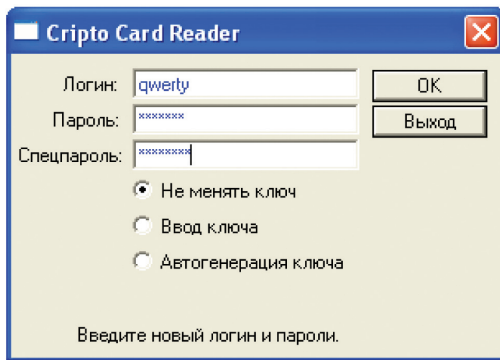 Cripto Card Reader
Логин: qwerty OK
Пароль: ******* Выход
Спецпароль: ********
Не менять ключ
Ввод ключа
Автогенерация ключа
Введите новый логин и пароли.